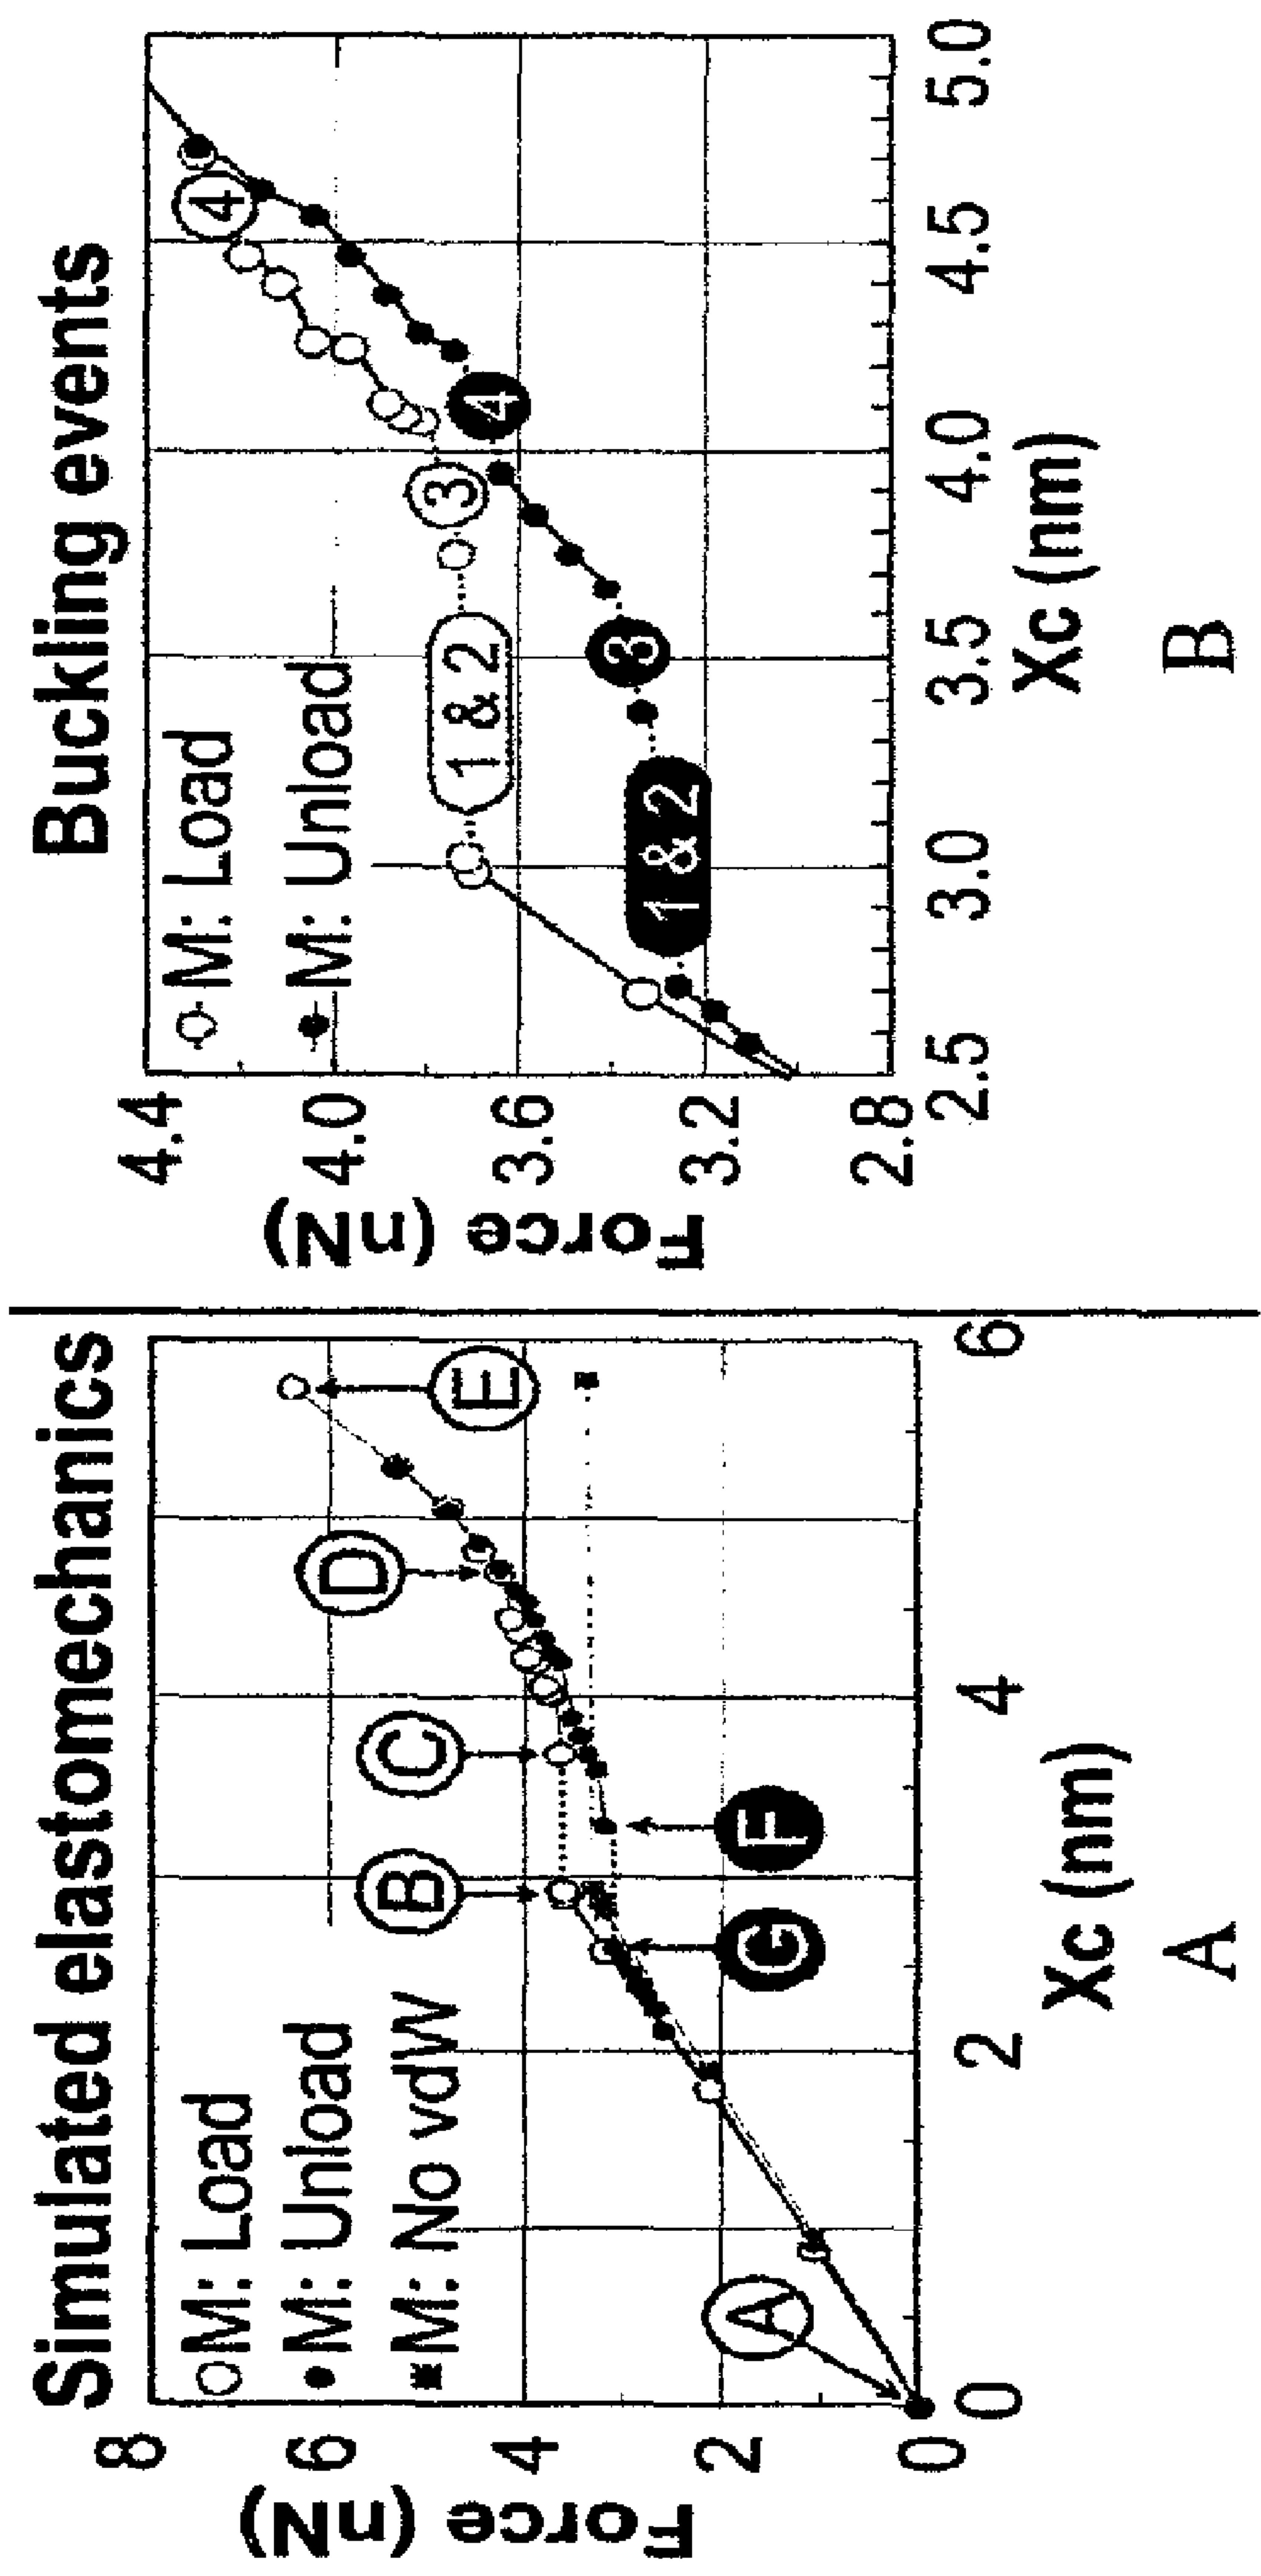 Simulated elastomechanics
M: Load
M: Unload
M: No vdW
A
B
C
D
E
F
G
8
6
4
2
0
Force (nN)
0
2
4
6
Xc (nm)
A
Buckling events
M: Load
M: Unload
1 & 2
3
4
1 & 2
3
4
4.4
4.0
3.6
3.2
2.8
Force (nN)
2.5
3.0
3.5
4.0
4.5
5.0
Xc (nm)
B